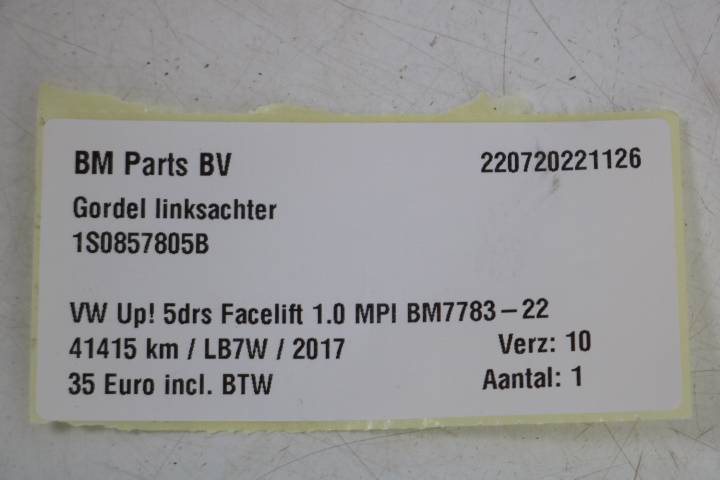 BM Parts BV 220720221126
Gordel linksachter
1S0857805B
VW Up! 5drs Facelift 1.0 MPI BM7783-22
41415 km / LB7W / 2017 Verz: 10
35 Euro incl. BTW Aantal: 1